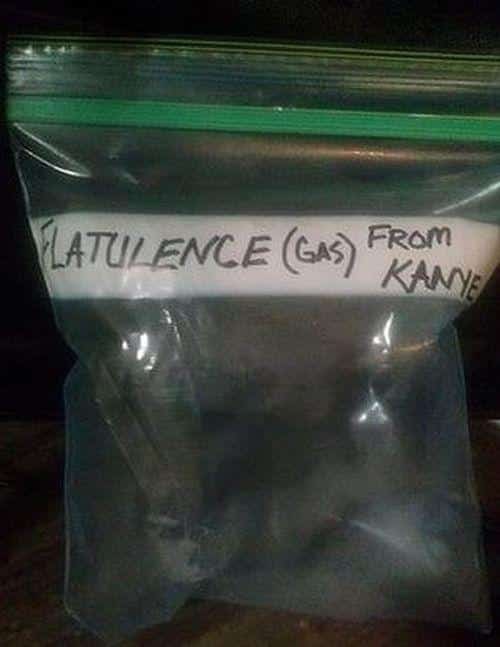 FLATULENCE (GAS) FROM
KANYE